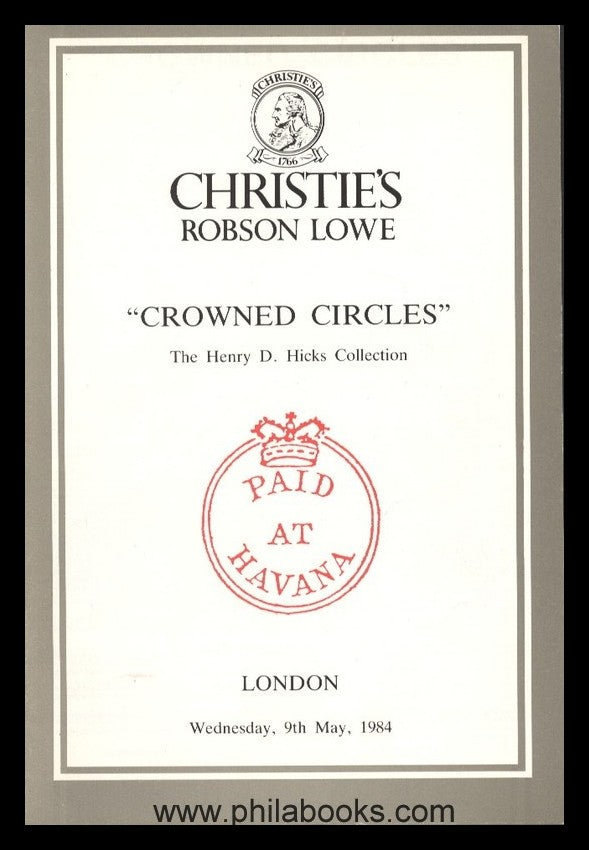 CHRISTIE'S
1766
CHRISTIE'S
ROBSON LOWE
“CROWNED CIRCLES”
The Henry D. Hicks Collection
PAID
AT
HAVANA
LONDON
Wednesday, 9th May, 1984
www.philabooks.com